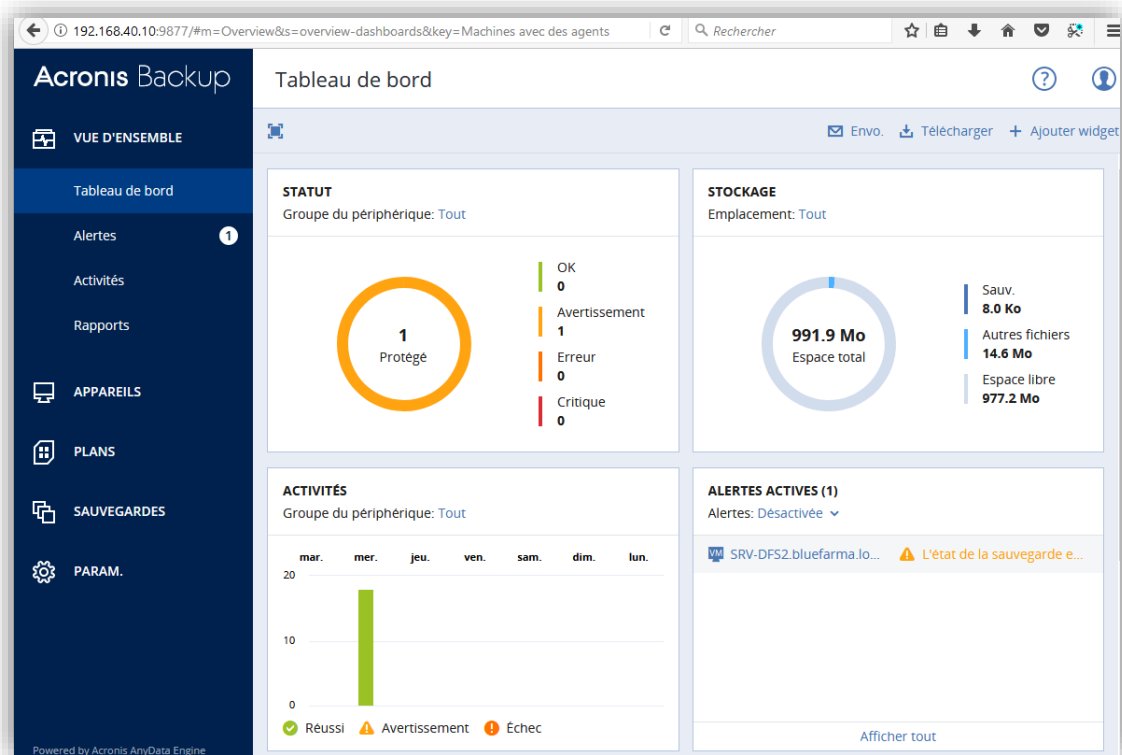 192.168.40.10:9877/#m=Overview&s=overview-dashboards&key=Machines avec des agents
Rechercher
Acronis Backup
Tableau de bord
VUE D'ENSEMBLE
Tableau de bord
Alertes 1
Activités
Rapports
APPAREILS
PLANS
SAUVEGARDES
PARAM.
Powered by Acronis AnyData Engine
Envo. Télécharger + Ajouter widget
STATUT
Groupe du périphérique: Tout
1
Protégé
OK
0
Avertissement
1
Erreur
0
Critique
0
STOCKAGE
Emplacement: Tout
991.9 Mo
Espace total
Sauv.
8.0 Ko
Autres fichiers
14.6 Mo
Espace libre
977.2 Mo
ACTIVITÉS
Groupe du périphérique: Tout
mar. mer. jeu. ven. sam. dim. lun.
20
10
0
Réussi Avertissement Échec
ALERTES ACTIVES (1)
Alertes: Désactivée
VM SRV-DFS2.bluefarma.lo... L'état de la sauvegarde e...
Afficher tout